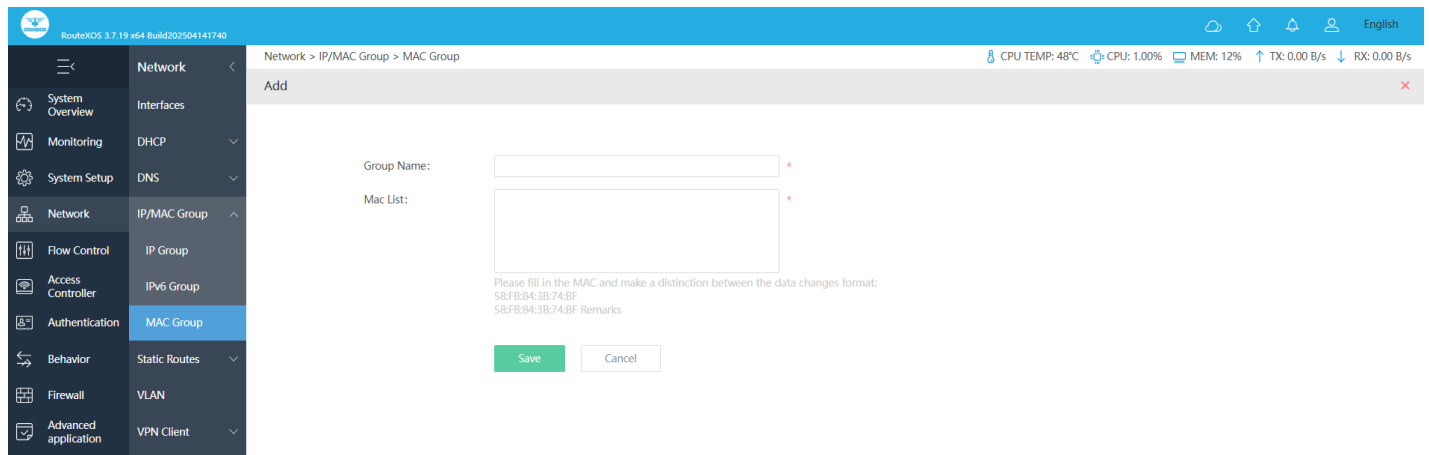 RouteXOS 3.7.19 x64 Build202504141740
English
Network
Network > IP/MAC Group > MAC Group
CPU TEMP: 48°C
CPU: 1.00%
MEM: 12%
TX: 0.00 B/s
RX: 0.00 B/s
Add
System Overview
Monitoring
System Setup
Network
Flow Control
Access Controller
Authentication
Behavior
Firewall
Advanced application
Interfaces
DHCP
DNS
IP/MAC Group
IP Group
IPv6 Group
MAC Group
Static Routes
VLAN
VPN Client
Group Name:
*
Mac List:
*
Please fill in the MAC and make a distinction between the data changes format:
58:FB:84:3B:74:BF
58:FB:84:3B:74:BF Remarks
Save
Cancel